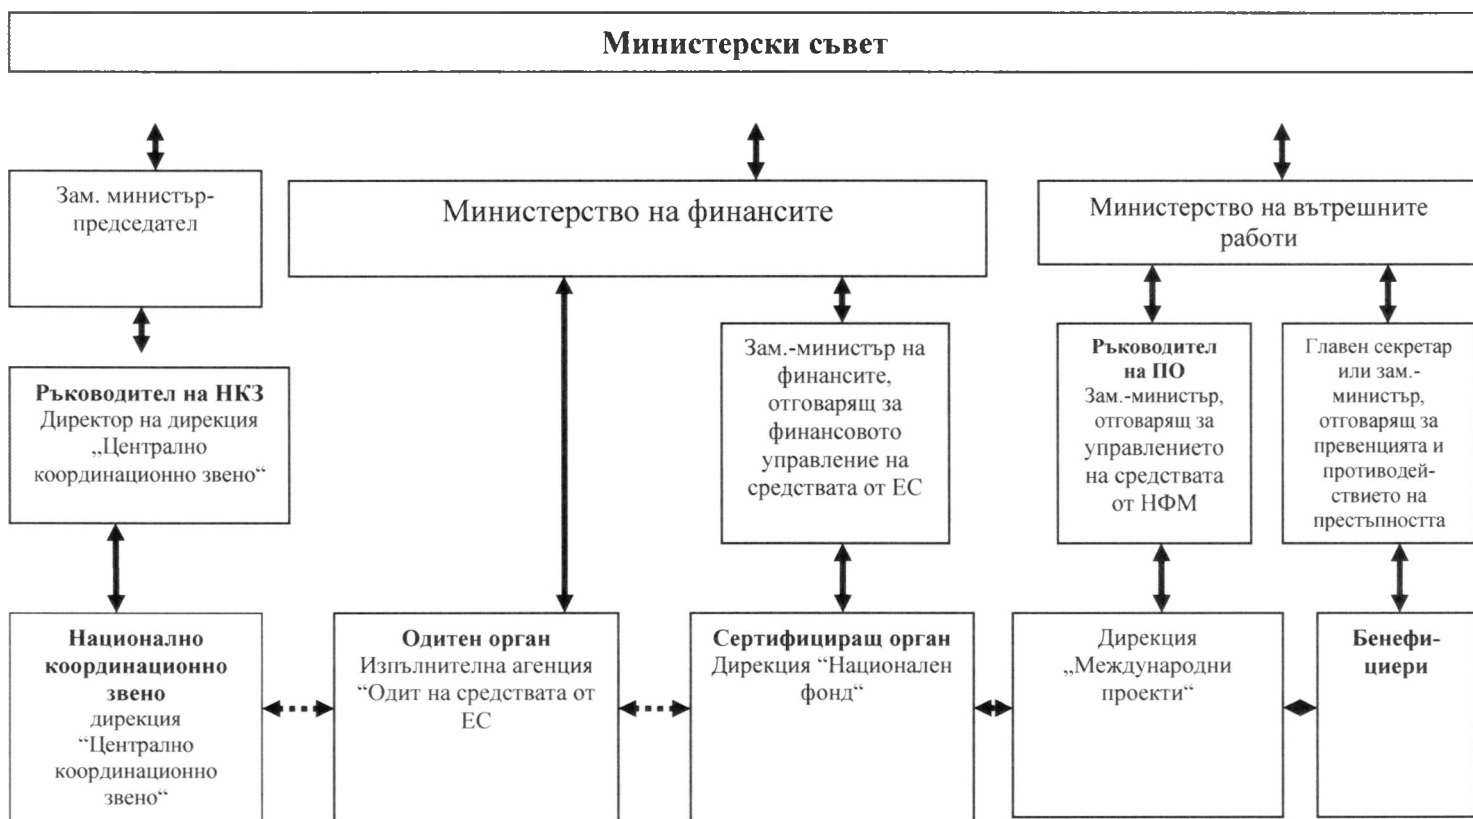 Министерски съвет
Зам. министър-
председател
Министерство на финансите
Министерство на вътрешните
работи
Ръководител на НКЗ
Директор на дирекция
„Централно
координационно звено“
Зам.-министър на
финансите,
отговарящ за
финансовото
управление на
средствата от ЕС
Ръководител
на ПО
Зам.-министър,
отговарящ за
управлението
на средствата
от НФМ
Главен секретар
или зам.-
министър,
отговарящ за
превенцията и
противодей-
ствието на
престъпността
Национално
координационно
звено
дирекция
“Централно
координационно
звено“
Одитен орган
Изпълнителна агенция
“Одит на средствата от
ЕС
Сертифициращ орган
Дирекция “Национален
фонд“
Дирекция
„Международни
проекти“
Бенефи-
циери